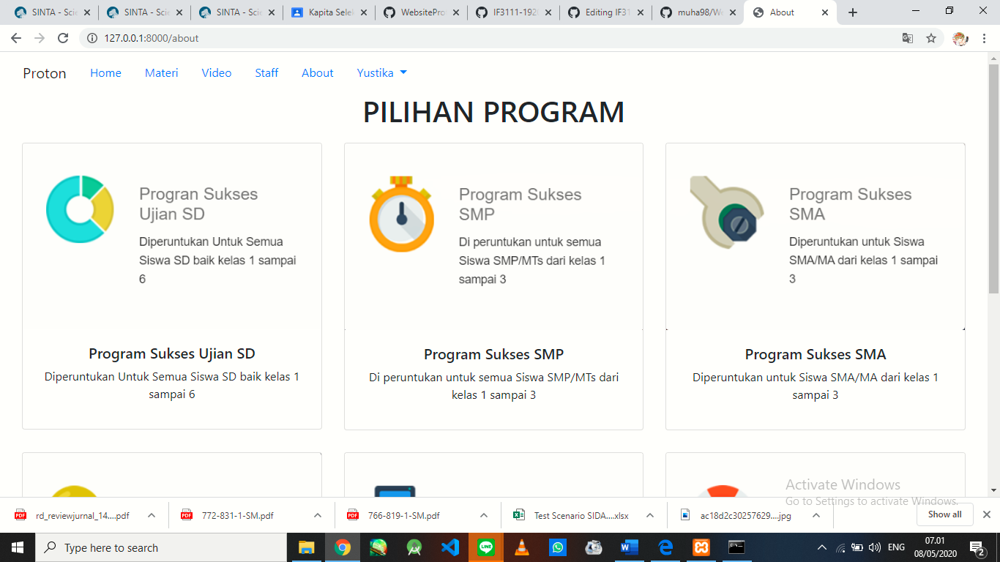 SINTA - Scie
SINTA - Scie
SINTA - Scie
Kapita Sele
WebsitePro
IF3111-192
Editing IF31
muha98/We
About
127.0.0.1:8000/about
Proton Home Materi Video Staff About Yustika
PILIHAN PROGRAM
Progran Sukses
Ujian SD
Diperuntukan Untuk Semua
Siswa SD baik kelas 1 sampai
6
Program Sukses Ujian SD
Diperuntukan Untuk Semua Siswa SD baik kelas 1
sampai 6
Program Sukses
SMP
Di peruntukan untuk semua
Siswa SMP/MTs dari kelas 1
sampai 3
Program Sukses SMP
Di peruntukan untuk semua Siswa SMP/MTs dari
kelas 1 sampai 3
Program Sukses
SMA
Diperuntukan untuk Siswa
SMA/MA dari kelas 1 sampai
3
Program Sukses SMA
Diperuntukan untuk Siswa SMA/MA dari kelas 1
sampai 3
Activate Windows
Go to Settings to activate Windows.
rd_reviewjurnal_14....pdf
772-831-1-SM.pdf
766-819-1-SM.pdf
Test Scenario SIDA....xlsx
ac18d2c30257629....jpg
Show all
Type here to search
ENG
07.01
08/05/2020
2